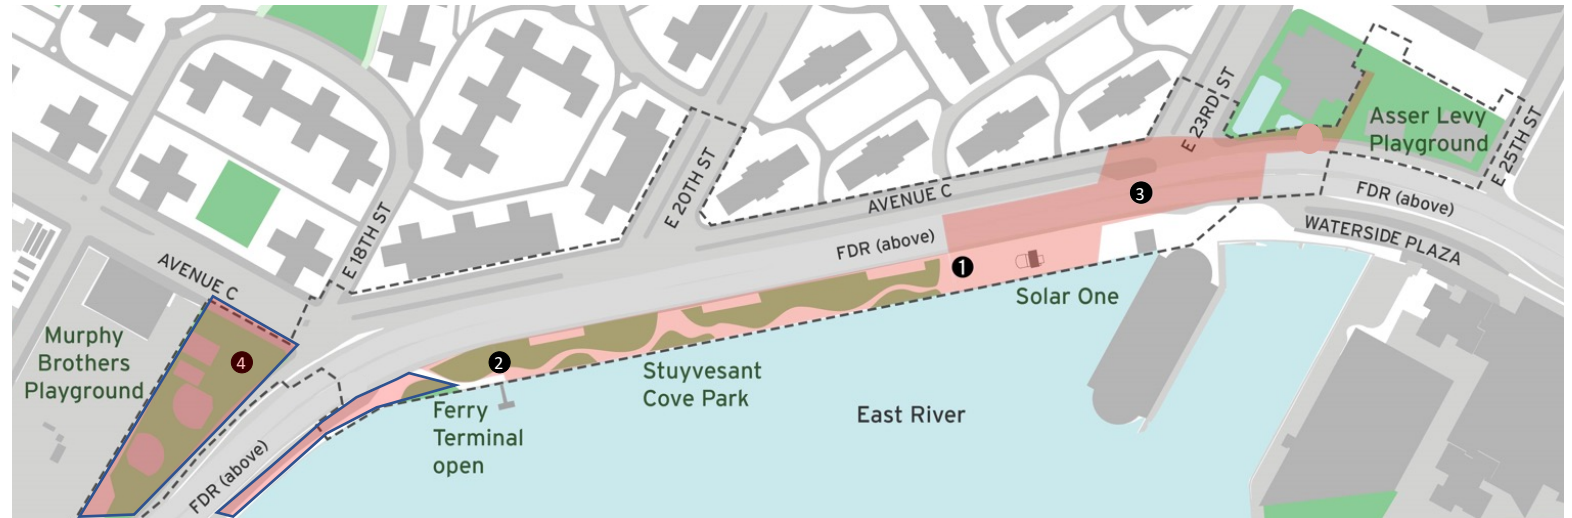 E 23RD ST
Asser Levy
Playground
E 25TH ST
E 20TH ST
AVENUE C
3
FDR (above)
WATERSIDE PLAZA
E 18TH ST
FDR (above)
1
AVENUE C
Solar One
Murphy
Brothers
Playground
4
2
Stuyvesant
Cove Park
Ferry
Terminal
open
East River
FDR (above)